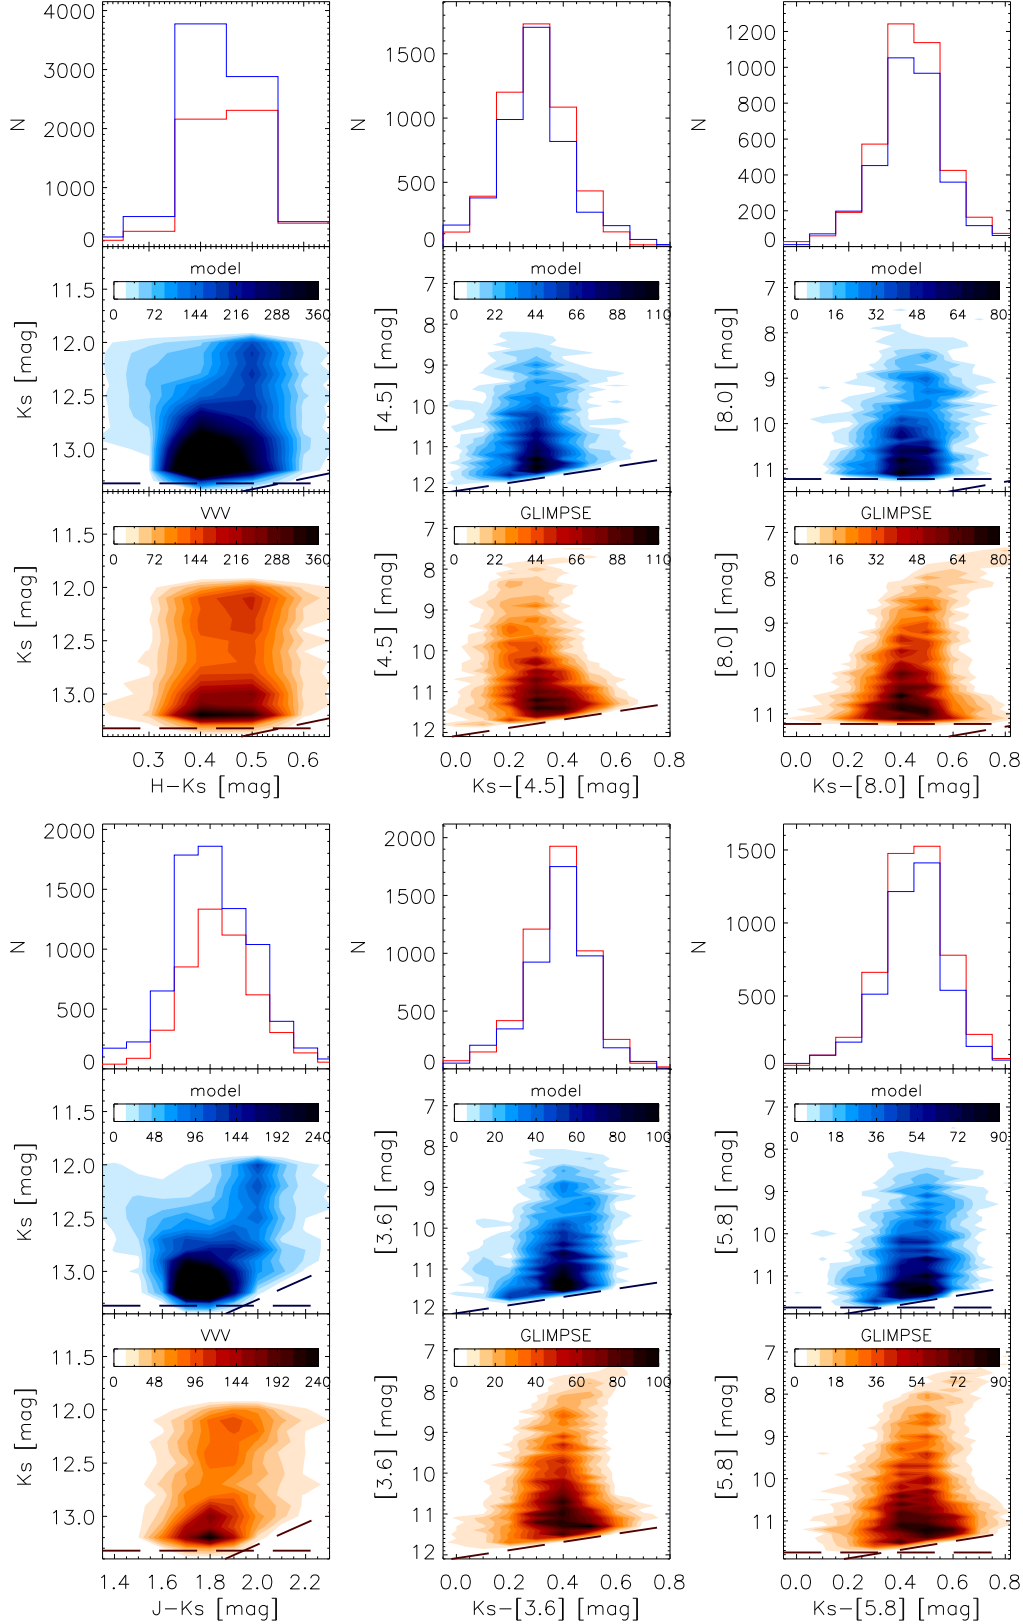 4000 3000 2000 1000 0
N
1500 1000 500 0
N
1200 1000 800 600 400 200 0
N
model
0 72 144 216 288 360
11.5 12.0 12.5 13.0
Ks [mag]
model
0 22 44 66 88 110
7 8 9 10 11 12
[4.5] [mag]
model
0 16 32 48 64 80
7 8 9 10 11
[8.0] [mag]
VVV
0 72 144 216 288 360
11.5 12.0 12.5 13.0
Ks [mag]
0.3 0.4 0.5 0.6
H-Ks [mag]
GLIMPSE
0 22 44 66 88 110
7 8 9 10 11 12
[4.5] [mag]
0.0 0.2 0.4 0.6 0.8
Ks-[4.5] [mag]
GLIMPSE
0 16 32 48 64 80
7 8 9 10 11
[8.0] [mag]
0.0 0.2 0.4 0.6 0.8
Ks-[8.0] [mag]
2000 1500 1000 500 0
N
2000 1500 1000 500 0
N
1500 1000 500 0
N
model
0 48 96 144 192 240
11.5 12.0 12.5 13.0
Ks [mag]
model
0 20 40 60 80 100
7 8 9 10 11 12
[3.6] [mag]
model
0 18 36 54 72 90
7 8 9 10 11
[5.8] [mag]
VVV
0 48 96 144 192 240
11.5 12.0 12.5 13.0
Ks [mag]
1.4 1.6 1.8 2.0 2.2
J-Ks [mag]
GLIMPSE
0 20 40 60 80 100
7 8 9 10 11 12
[3.6] [mag]
0.0 0.2 0.4 0.6 0.8
Ks-[3.6] [mag]
GLIMPSE
0 18 36 54 72 90
7 8 9 10 11
[5.8] [mag]
0.0 0.2 0.4 0.6 0.8
Ks-[5.8] [mag]